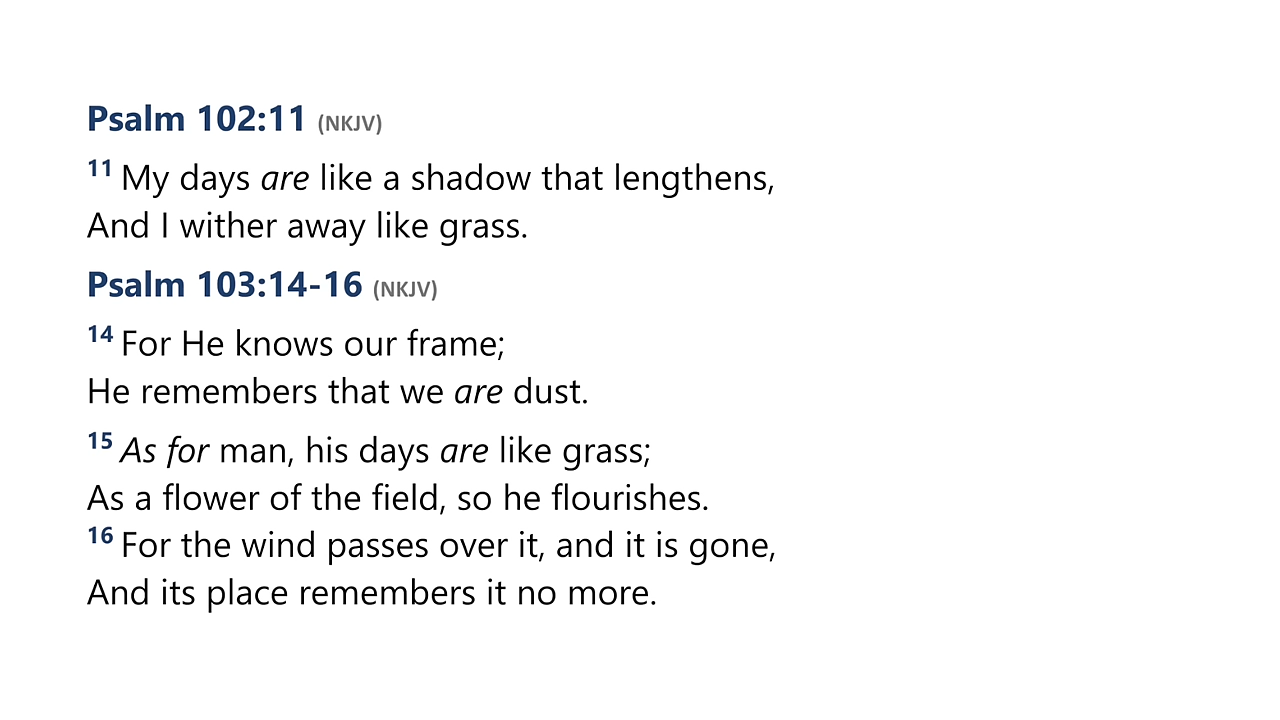 Psalm 102:11 (NKJV)
11 My days are like a shadow that lengthens,
And I wither away like grass.
Psalm 103:14-16 (NKJV)
14 For He knows our frame;
He remembers that we are dust.
15 As for man, his days are like grass;
As a flower of the field, so he flourishes.
16 For the wind passes over it, and it is gone,
And its place remembers it no more.